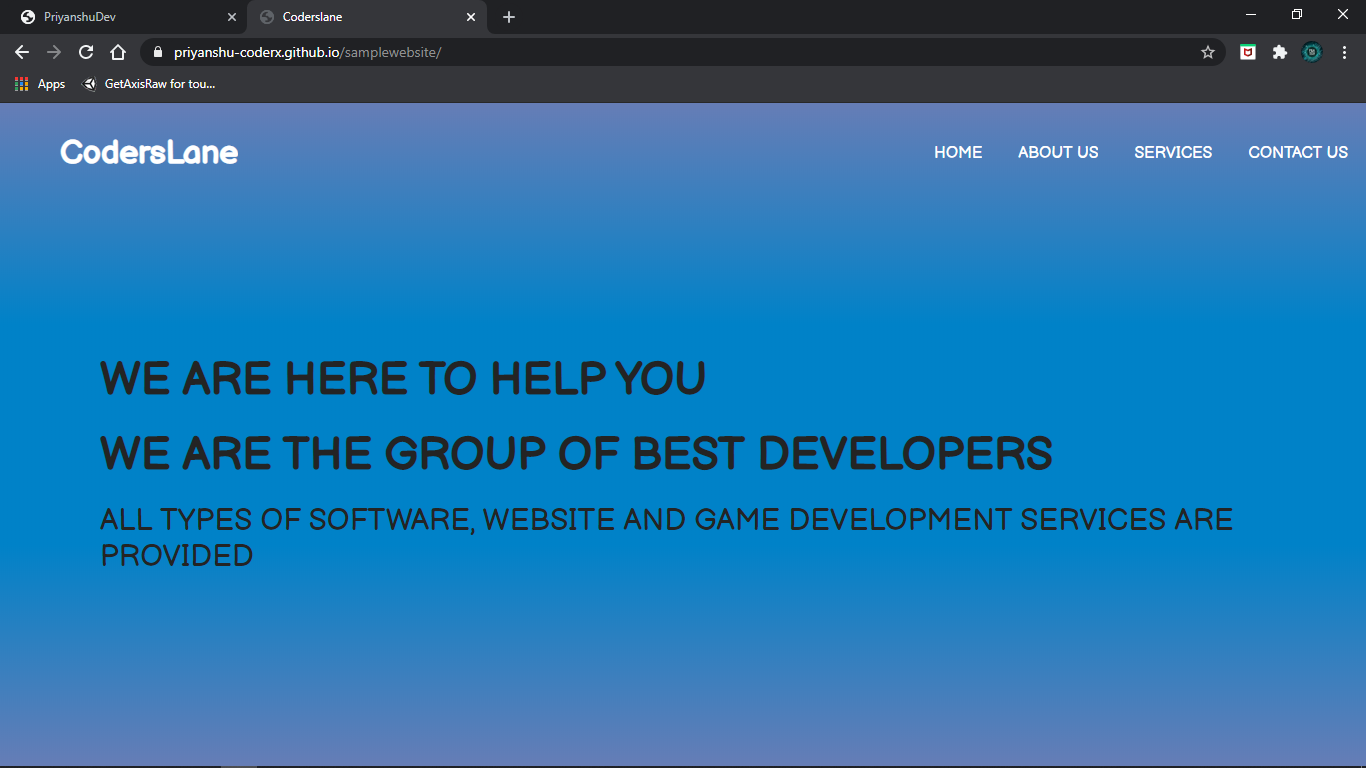 PriyanshuDev
Coderslane
priyanshu-coderx.github.io/samplewebsite/
Apps
GetAxisRaw for tou...
CodersLane
HOME
ABOUT US
SERVICES
CONTACT US
WE ARE HERE TO HELP YOU
WE ARE THE GROUP OF BEST DEVELOPERS
ALL TYPES OF SOFTWARE, WEBSITE AND GAME DEVELOPMENT SERVICES ARE
PROVIDED